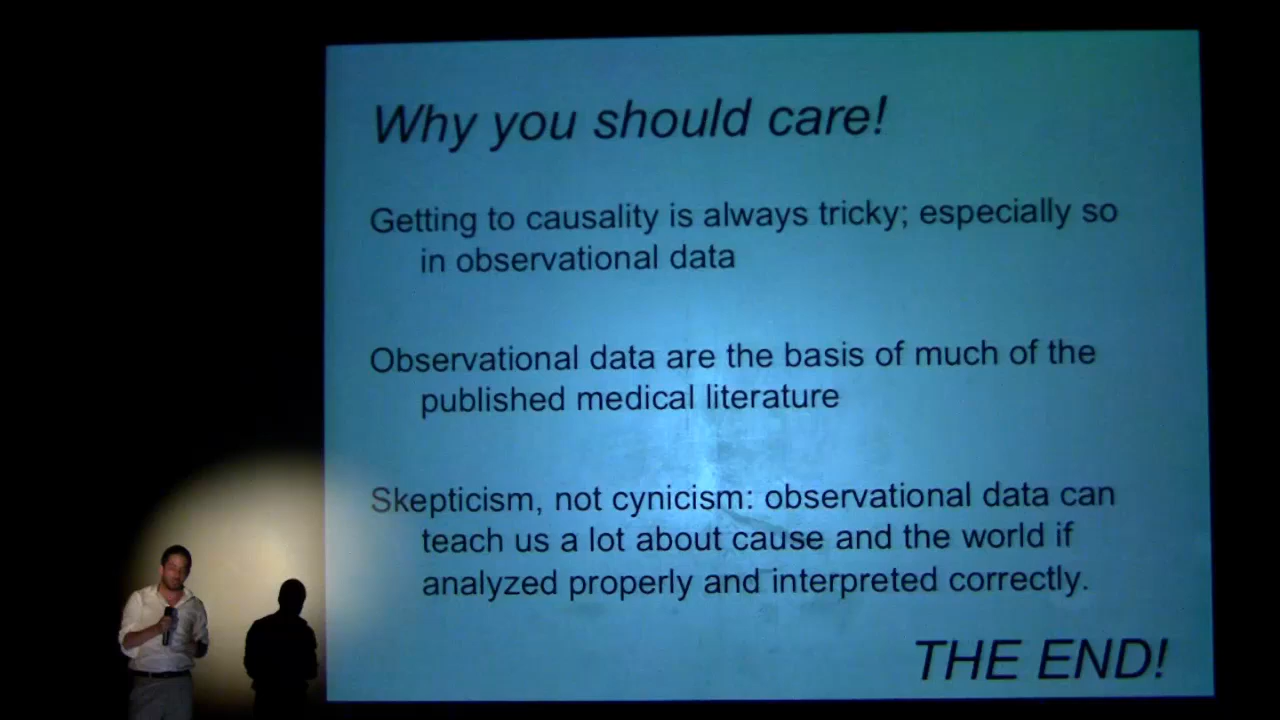 Why you should care!
Getting to causality is always tricky; especially so
in observational data
Observational data are the basis of much of the
published medical literature
Skepticism, not cynicism: observational data can
teach us a lot about cause and the world if
analyzed properly and interpreted correctly.
THE END!